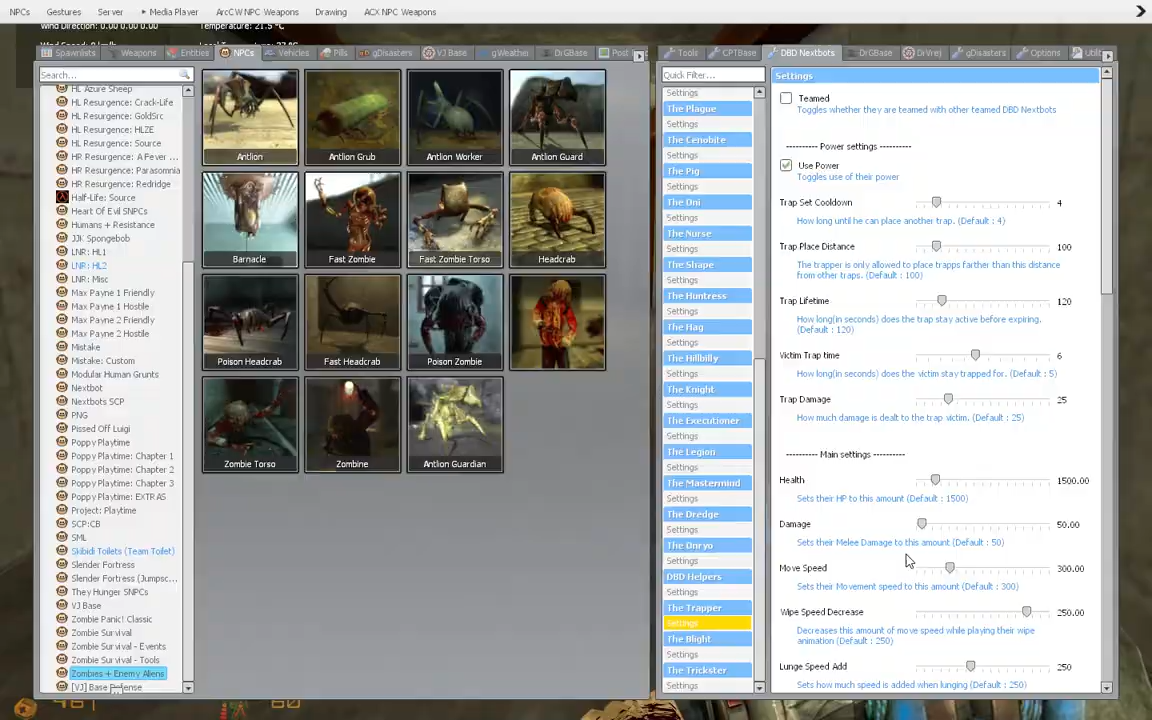 NPCs Gestures Server Media Player ArcCW NPC Weapons Drawing ACX NPC Weapons
Wind Direction: 0.00 0.00 0.00 Temperature: 21.5°C
Weapons Entities NPCs Vehicles Pills gDisasters VJ Base gWeather DrGBase Post
Search...
HL Azure Sheep
HL Resurgence: Crack-Life
HL Resurgence: GoldSrc
HL Resurgence: HLZE
HL Resurgence: Source
HR Resurgence: A Fever ...
HR Resurgence: Parasomnia
HR Resurgence: Redridge
Half-Life: Source
Heart Of Evil SNPCs
Humans + Resistance
JJK Spongebob
LNR: HL1
LNR: HL2
LNR: Misc
Max Payne 1 Friendly
Max Payne 1 Hostile
Max Payne 2 Friendly
Max Payne 2 Hostile
Mistake
Mistake: Custom
Modular Human Grunts
Nextbot
Nextbots SCP
PNG
Pissed Off Luigi
Poppy Playtime
Poppy Playtime: Chapter 1
Poppy Playtime: Chapter 2
Poppy Playtime: Chapter 3
Poppy Playtime: EXTRAS
Project: Playtime
SCP:CB
SML
Skibidi Toilets (Team Toilet)
Slender Fortress
Slender Fortress (Jumpsc...
They Hunger SNPCs
VJ Base
Zombie Panic! Classic
Zombie Survival
Zombie Survival - Events
Zombie Survival - Tools
Zombies + Enemy Aliens
[VJ] Base Defense
Antlion Antlion Grub Antlion Worker Antlion Guard
Barnacle Fast Zombie Fast Zombie Torso Headcrab
Poison Headcrab Fast Headcrab Poison Zombie
Zombie Torso Zombine Antlion Guardian
Tools CPTBase DBD Nextbots DrGBase DiVrei gDisasters Options
Quick Filter...
Settings
The Plague
Settings
The Cenobite
Settings
The Pig
Settings
The Oni
Settings
The Nurse
Settings
The Shape
Settings
The Huntress
Settings
The Hag
Settings
The Hillbilly
Settings
The Knight
Settings
The Executioner
Settings
The Legion
Settings
The Mastermind
Settings
The Dredge
Settings
The Onryo
Settings
DBD Helpers
Settings
The Trapper
Settings
The Blight
Settings
The Trickster
Settings
Settings
Teamed
Toggles whether they are teamed with other teamed DBD Nextbots
---------- Power settings ----------
Use Power
Toggles use of their power
Trap Set Cooldown 4
How long until he can place another trap. (Default : 4)
Trap Place Distance 100
The trapper is only allowed to place traps farther than this distance
from other traps. (Default : 100)
Trap Lifetime 120
How long(in seconds) does the trap stay active before expiring.
(Default : 120)
Victim Trap time 6
How long(in seconds) does the victim stay trapped for. (Default : 5)
Trap Damage 25
How much damage is dealt to the trap victim. (Default : 25)
---------- Main settings ----------
Health 1500.00
Sets their HP to this amount (Default : 1500)
Damage 50.00
Sets their Melee Damage to this amount (Default : 50)
Move Speed 300.00
Sets their Movement speed to this amount (Default : 300)
Wipe Speed Decrease 250.00
Decreases this amount of move speed while playing their wipe
animation (Default : 250)
Lunge Speed Add 250
Sets how much speed is added when lunging (Default : 250)